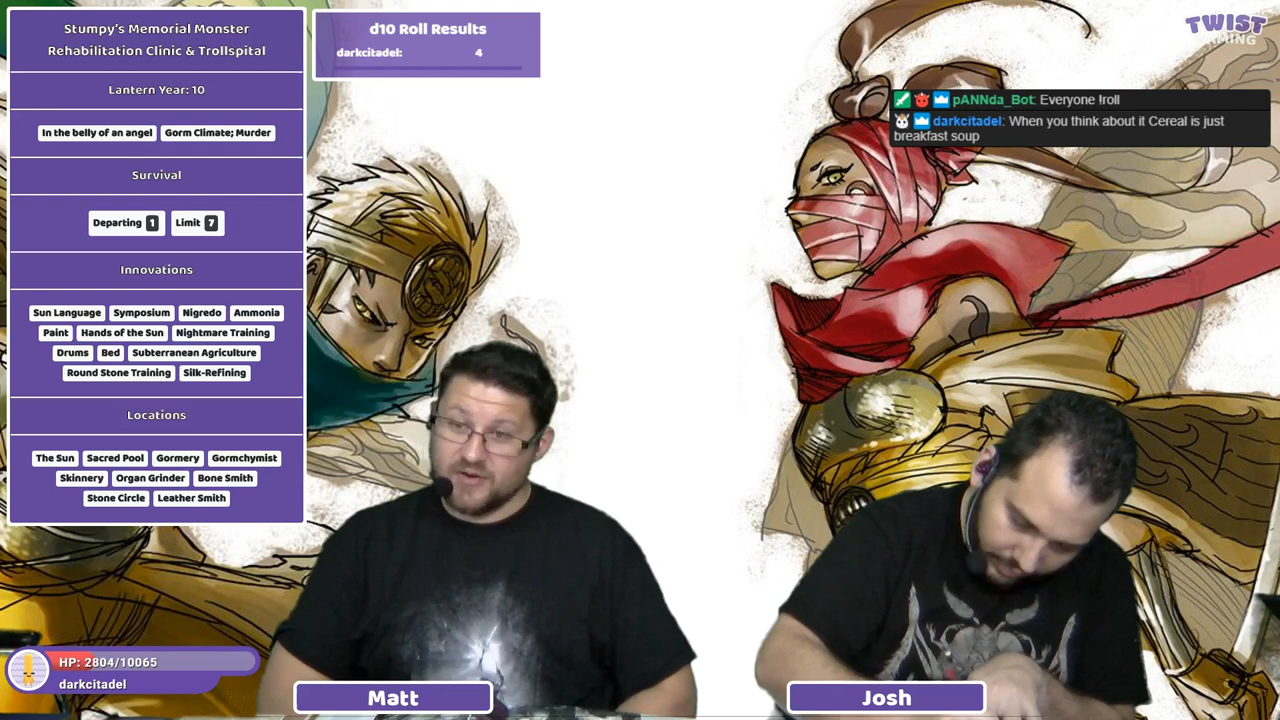 Stumpy's Memorial Monster
Rehabilitation Clinic & Trollspital
Lantern Year: 10
In the belly of an angel Gorm Climate; Murder
Survival
Departing 1 Limit 7
Innovations
Sun Language Symposium Nigredo Ammonia
Paint Hands of the Sun Nightmare Training
Drums Bed Subterranean Agriculture
Round Stone Training Silk-Refining
Locations
The Sun Sacred Pool Gormery Gormchymist
Skinnery Organ Grinder Bone Smith
Stone Circle Leather Smith
d10 Roll Results
darkcitadel: 4
TWIST
GAMING
pANNda_Bot: Everyone !roll
darkcitadel: When you think about it Cereal is just
breakfast soup
HP: 2804/10065
darkcitadel
Matt
Josh